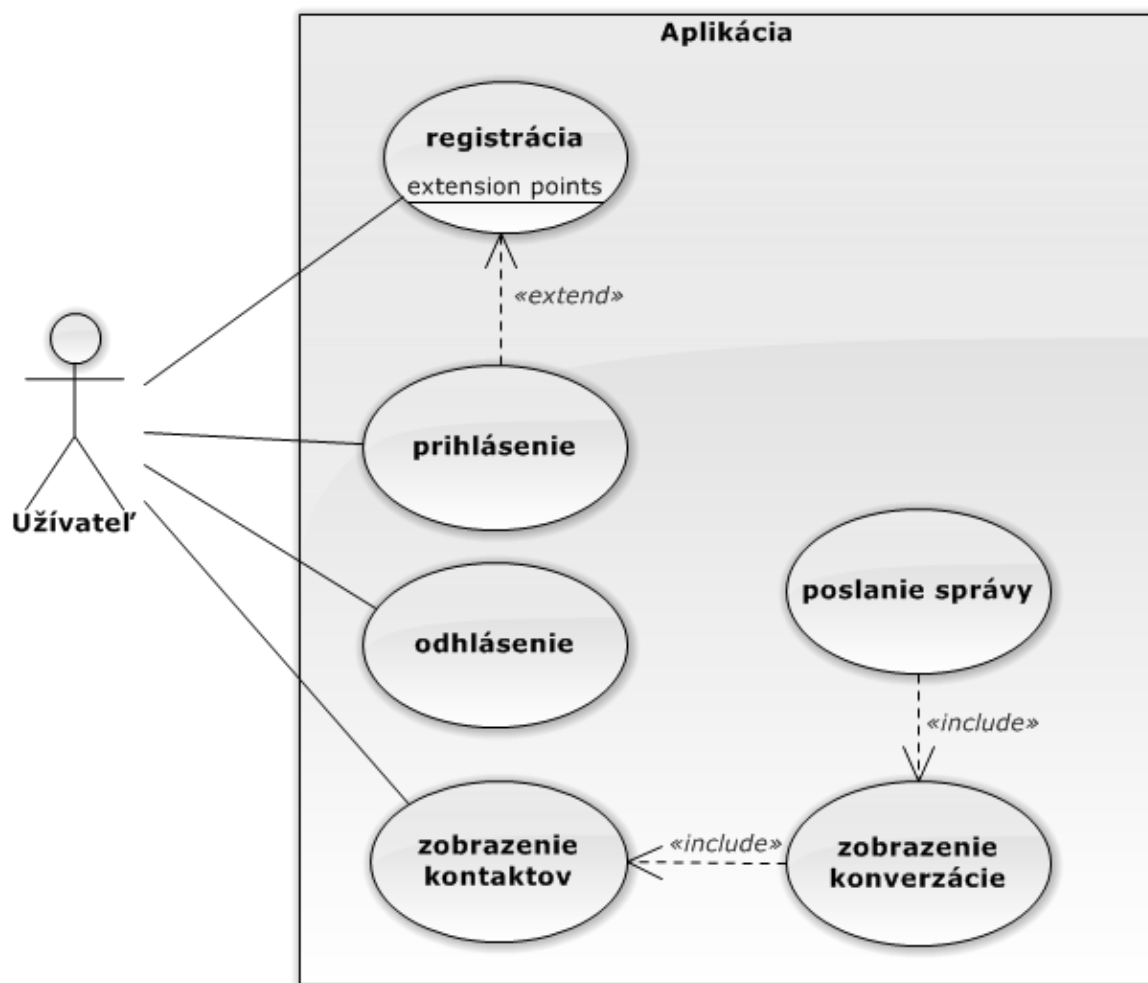 Aplikácia
registrácia
extension points
«extend»
Užívateľ
prihlásenie
odhlásenie
poslanie správy
«include»
zobrazenie
kontaktov
«include»
zobrazenie
konverzácie